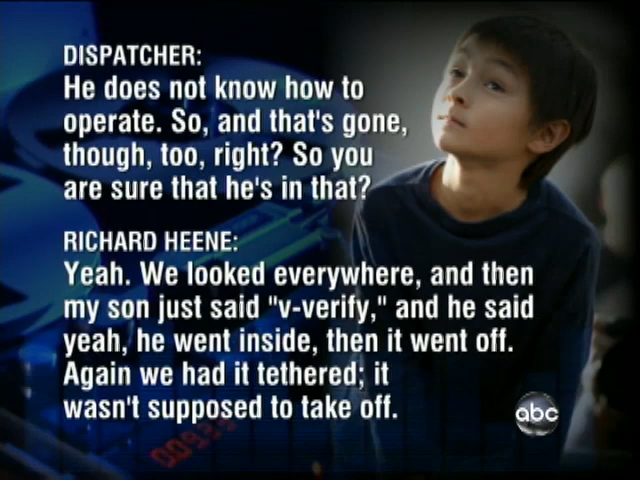 DISPATCHER:
He does not know how to
operate. So, and that's gone,
though, too, right? So you
are sure that he's in that?
RICHARD HEENE:
Yeah. We looked everywhere, and then
my son just said "v-verify," and he said
yeah, he went inside, then it went off.
Again we had it tethered; it
wasn't supposed to take off.
abc